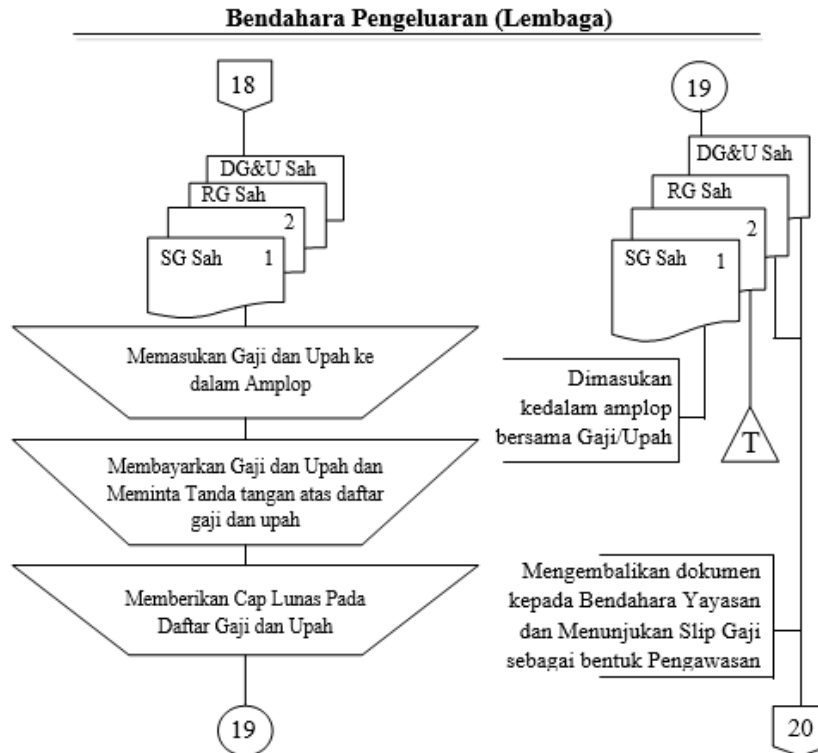 Bendahara Pengeluaran (Lembaga)
18
DG&U Sah
RG Sah
2
SG Sah 1
Memasukan Gaji dan Upah ke
dalam Amplop
Membayarkan Gaji dan Upah dan
Meminta Tanda tangan atas daftar
gaji dan upah
Memberikan Cap Lunas Pada
Daftar Gaji dan Upah
19
19
DG&U Sah
RG Sah
2
SG Sah 1
Dimasukan
kedalam amplop
bersama Gaji/Upah
T
Mengembalikan dokumen
kepada Bendahara Yayasan
dan Menunjukan Slip Gaji
sebagai bentuk Pengawasan
20